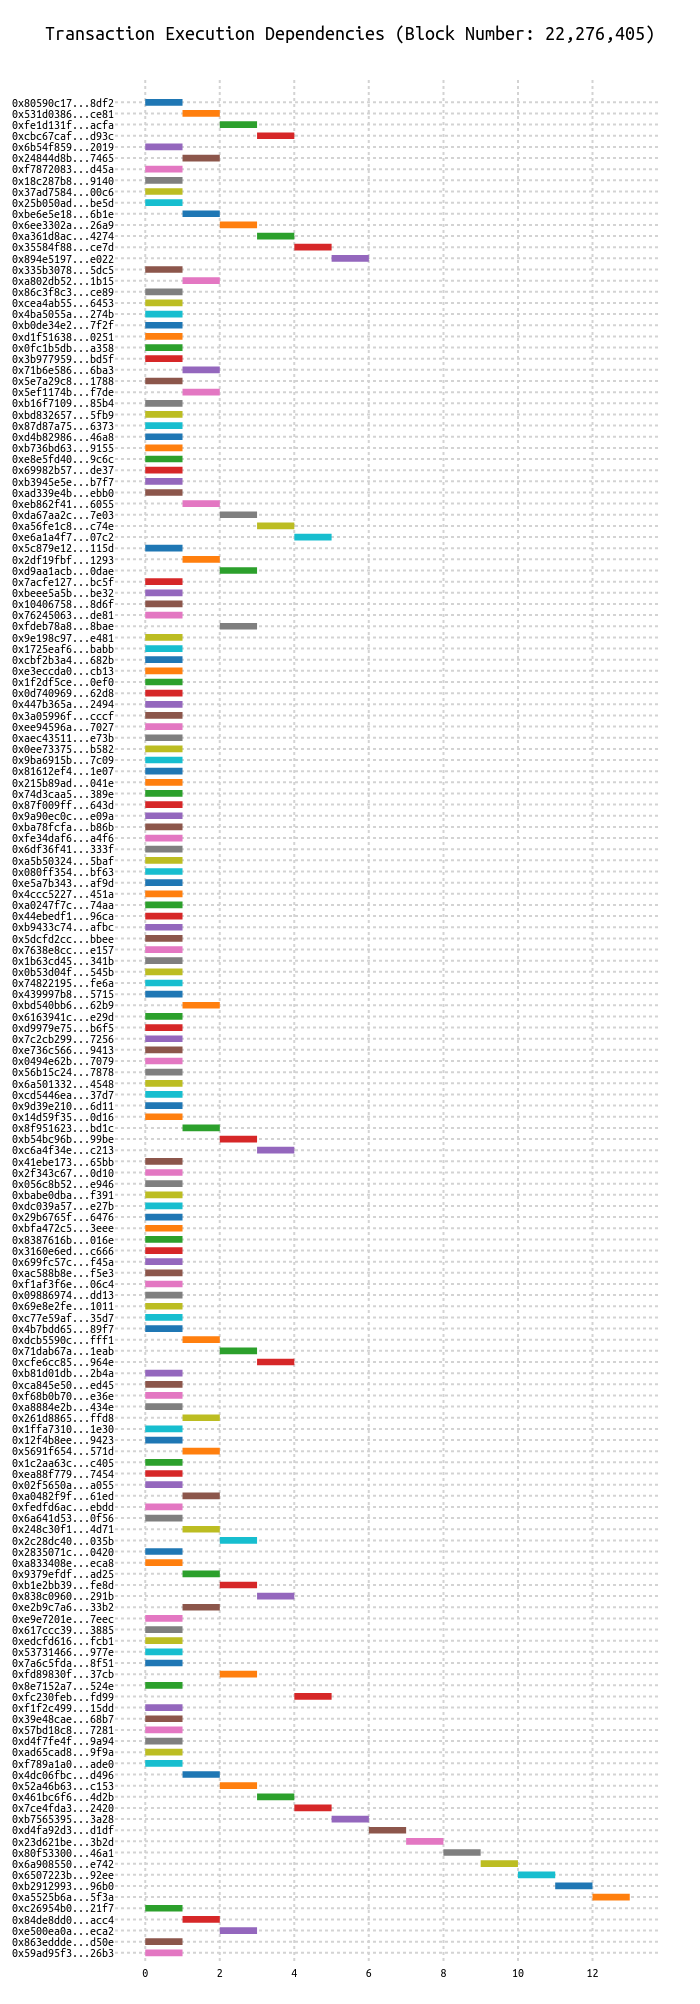 Transaction Execution Dependencies (Block Number: 22,276,405)
0x80590c17...8df2
0x531d0386...ce81
0xfe1d131f...acfa
0xcbc67caf...d93c
0x6b54f859...2019
0x24844d8b...7465
0xf7872083...d45a
0x18c287b8...9140
0x37ad7584...00c6
0x25b050ad...be5d
0xbe6e5e18...6b1e
0x6ee3302a...26a9
0xa361d8ac...4274
0x35584f88...ce7d
0x894e5197...e022
0x335b3078...5dc5
0xa802db52...1b15
0x86c3f8c3...ce89
0xcea4ab55...6453
0x4ba5055a...274b
0xb0de34e2...7f2f
0xd1f51638...0251
0x0fc1b5db...a358
0x3b977959...bd5f
0x71b6e586...6ba3
0x5e7a29c8...1788
0x5ef1174b...f7de
0xb16f7109...85b4
0xbd832657...5fb9
0x87d87a75...6373
0xd4b82986...46a8
0xb736bd63...9155
0xe8e5fd40...9c6c
0x69982b57...de37
0xb3945e5e...b7f7
0xad339e4b...ebb0
0xeb862f41...6055
0xda67aa2c...7e03
0xa56fe1c8...c74e
0xe6a1a4f7...07c2
0x5c879e12...115d
0x2df19fbf...1293
0xd9aa1acb...0dae
0x7acfe127...bc5f
0xbeee5a5b...be32
0x10406758...8d6f
0x76245063...de81
0xfdeb78a8...8bae
0x9e198c97...e481
0x1725eaf6...babb
0xcbf2b3a4...682b
0xe3eccda0...cb13
0x1f2df5ce...0ef0
0x0d740969...62d8
0x447b365a...2494
0x3a05996f...cccf
0xee94596a...7027
0xaec43511...e73b
0x0ee73375...b582
0x9ba6915b...7c09
0x81612ef4...1e07
0x215b89ad...041e
0x74d3caa5...389e
0x87f009ff...643d
0x9a90ec0c...e09a
0xba78fcfa...b86b
0xfe34daf6...a4f6
0x6df36f41...333f
0xa5b50324...5baf
0x080ff354...bf63
0xe5a7b343...af9d
0x4ccc5227...451a
0xa0247f7c...74aa
0x44ebedf1...96ca
0xb9433c74...afbc
0x5dcfd2cc...bbee
0x7638e8cc...e157
0x1b63cd45...341b
0x0b53d04f...545b
0x74822195...fe6a
0x439997b8...5715
0xbd540bb6...62b9
0x6163941c...e29d
0xd9979e75...b6f5
0x7c2cb299...7256
0xe736c566...9413
0x0494e62b...7079
0x56b15c24...7878
0x6a501332...4548
0xcd5446ea...37d7
0x9d39e210...6d11
0x14d59f35...0d16
0x8f951623...bd1c
0xb54bc96b...99be
0xc6a4f34e...c213
0x41ebe173...65bb
0x2f343c67...0d10
0x056c8b52...e946
0xbabe0dba...f391
0xdc039a57...e27b
0x29b6765f...6476
0xbfa472c5...3eee
0x8387616b...016e
0x3160e6ed...c666
0x699fc57c...f45a
0xac588b8e...f5e3
0xf1af3f6e...06c4
0x09886974...dd13
0x69e8e2fe...1011
0xc77e59af...35d7
0x4b7bdd65...89f7
0xdcb5590c...fff1
0x71dab67a...1eab
0xcfe6cc85...964e
0xb81d01db...2b4a
0xca845e50...ed45
0xf68b0b70...e36e
0xa8884e2b...434e
0x261d8865...ffd8
0x1ffa7310...1e30
0x12f4b8ee...9423
0x5691f654...571d
0x1c2aa63c...c405
0xea88f779...7454
0x02f5650a...a055
0xa0482f9f...61ed
0xfedfd6ac...ebdd
0x6a641d53...0f56
0x248c30f1...4d71
0x2c28dc40...035b
0x2835071c...0420
0xa833408e...eca8
0x9379efdf...ad25
0xb1e2bb39...fe8d
0x838c0960...291b
0xe2b9c7a6...33b2
0xe9e7201e...7eec
0x617ccc39...3885
0xedcfd616...fcb1
0x53731466...977e
0x7a6c5fda...8f51
0xfd89830f...37cb
0x8e7152a7...524e
0xfc230feb...fd99
0xf1f2c499...15dd
0x39e48cae...68b7
0x57bd18c8...7281
0xd4f7fe4f...9a94
0xad65cad8...9f9a
0xf789a1a0...ade0
0x4dc06fbc...d496
0x52a46b63...c153
0x461bc6f6...4d2b
0x7ce4fda3...2420
0xb7565395...3a28
0xd4fa92d3...d1df
0x23d621be...3b2d
0x80f53300...46a1
0x6a908550...e742
0x6507223b...92ee
0xb2912993...96b0
0xa5525b6a...5f3a
0xc26954b0...21f7
0x84de8dd0...acc4
0xe500ea0a...eca2
0x863eddde...d50e
0x59ad95f3...26b3
0 2 4 6 8 10 12